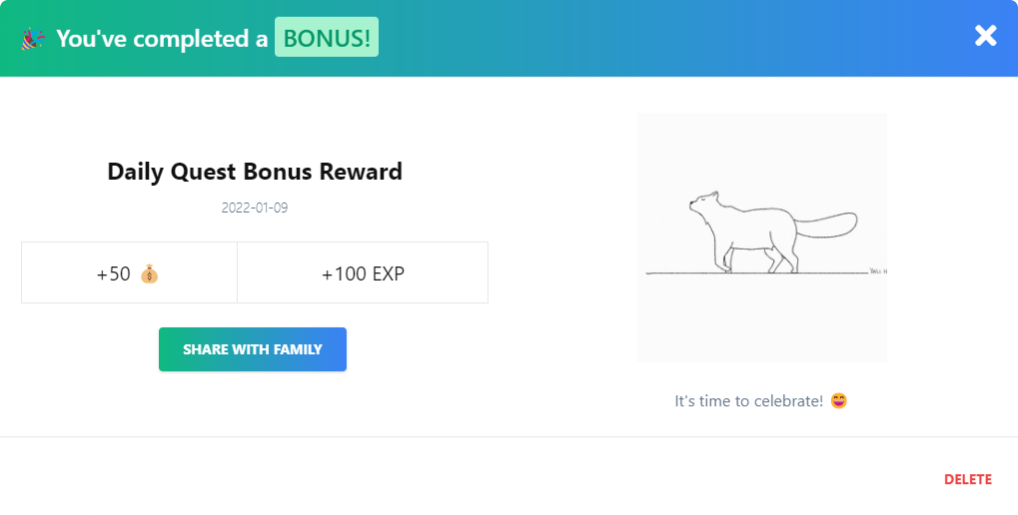 🎉 You've completed a BONUS!
Daily Quest Bonus Reward
2022-01-09
+50 💰
+100 EXP
SHARE WITH FAMILY
It's time to celebrate! 😄
DELETE